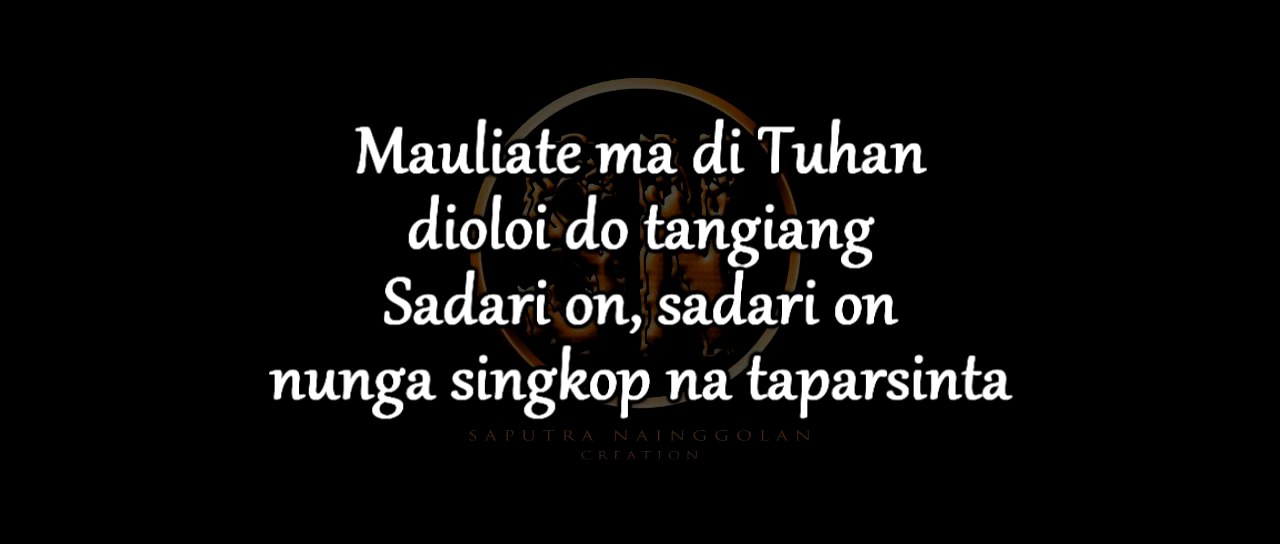 Mauliate ma di Tuhan
dioloi do tangiang
Sadari on, sadari on
nunga singkop na taparsinta
SAPUTRA NAINGGOLAN
CREATION